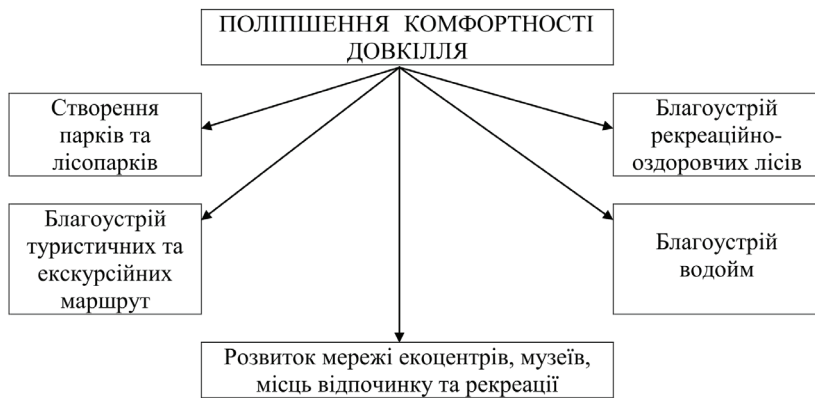 ПОЛІПШЕННЯ КОМФОРТНОСТІ
ДОВКІЛЛЯ
Створення
парків та
лісопарків
Благоустрій
рекреаційно-
оздоровчих лісів
Благоустрій
туристичних та
екскурсійних
маршрут
Благоустрій
водойм
Розвиток мережі екоцентрів, музеїв,
місць відпочинку та рекреації